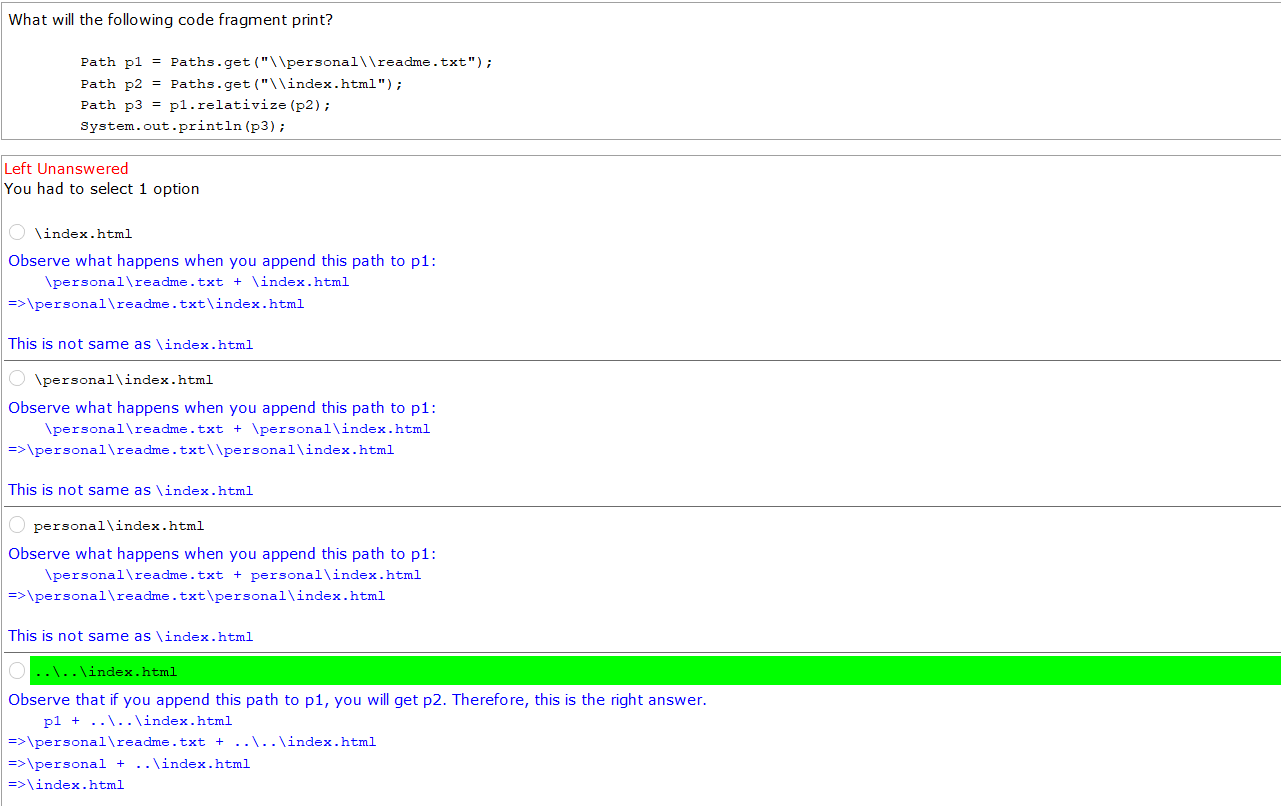 What will the following code fragment print?
Path p1 = Paths.get("\\personal\\readme.txt");
Path p2 = Paths.get("\\index.html");
Path p3 = p1.relativize(p2);
System.out.println(p3);
Left Unanswered
You had to select 1 option
\index.html
Observe what happens when you append this path to p1:
\personal\readme.txt + \index.html
=>\personal\readme.txt\index.html
This is not same as \index.html
\personal\index.html
Observe what happens when you append this path to p1:
\personal\readme.txt + \personal\index.html
=>\personal\readme.txt\\personal\index.html
This is not same as \index.html
personal\index.html
Observe what happens when you append this path to p1:
\personal\readme.txt + personal\index.html
=>\personal\readme.txt\personal\index.html
This is not same as \index.html
..\..\index.html
Observe that if you append this path to p1, you will get p2. Therefore, this is the right answer.
p1 + ..\..\index.html
=>\personal\readme.txt + ..\..\index.html
=>\personal + ..\index.html
=>\index.html